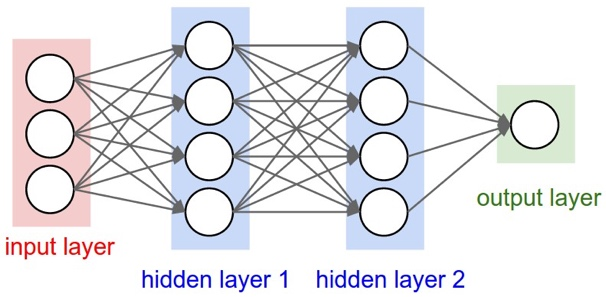 input layer
hidden layer 1
hidden layer 2
output layer